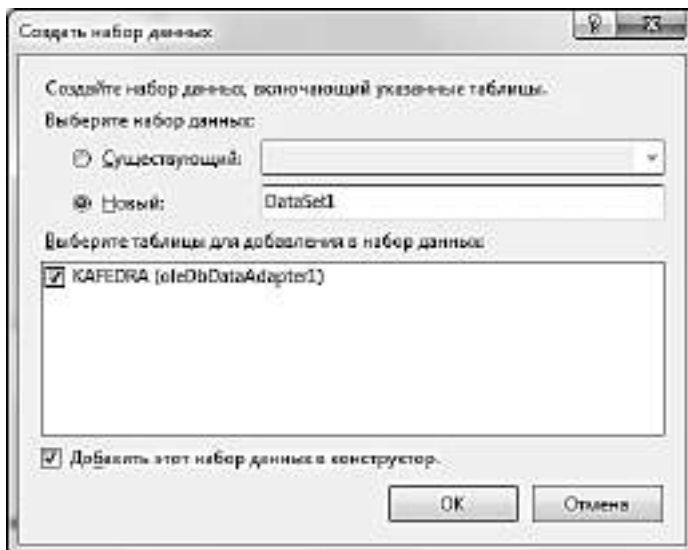 Создать набор данных
Создайте набор данных, включающий указанные таблицы.
Выберите набор данных:
Существующий:
Новый:
DataSet1
Выберите таблицы для добавления в набор данных:
KAFEDRA (oleDbDataAdapter1)
Добавить этот набор данных в конструктор.
OK
Отмена